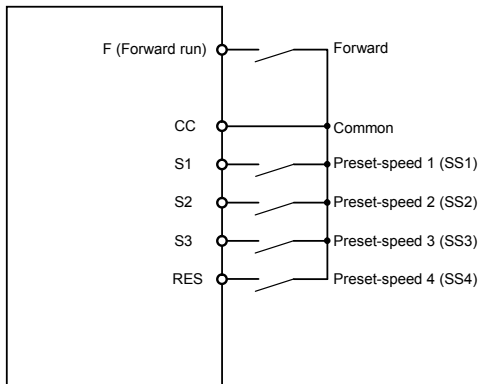 F (Forward run) Forward
CC Common
S1 Preset-speed 1 (SS1)
S2 Preset-speed 2 (SS2)
S3 Preset-speed 3 (SS3)
RES Preset-speed 4 (SS4)